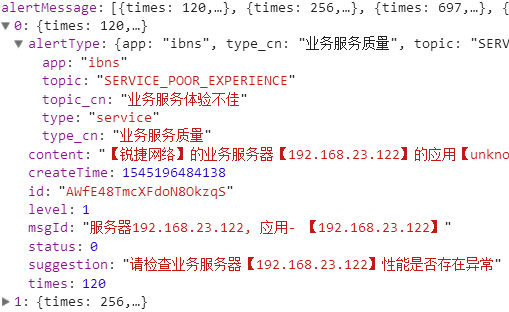 alertMessage: [{times: 120,…}, {times: 256,…}, {times: 697,…}, {
▼0: {times: 120,…}
▼alertType: {app: "ibns", type_cn: "业务服务质量", topic: "SERV
app: "ibns"
topic: "SERVICE_POOR_EXPERIENCE"
topic_cn: "业务服务体验不佳"
type: "service"
type_cn: "业务服务质量"
content: "【锐捷网络】的业务服务器【192.168.23.122】的应用【unkno
createTime: 1545196484138
id: "AWfE48TmcXFdoN8OkzqS"
level: 1
msgId: "服务器192.168.23.122, 应用- 【192.168.23.122】"
status: 0
suggestion: "请检查业务服务器【192.168.23.122】性能是否存在异常"
times: 120
▶1: {times: 256,…}